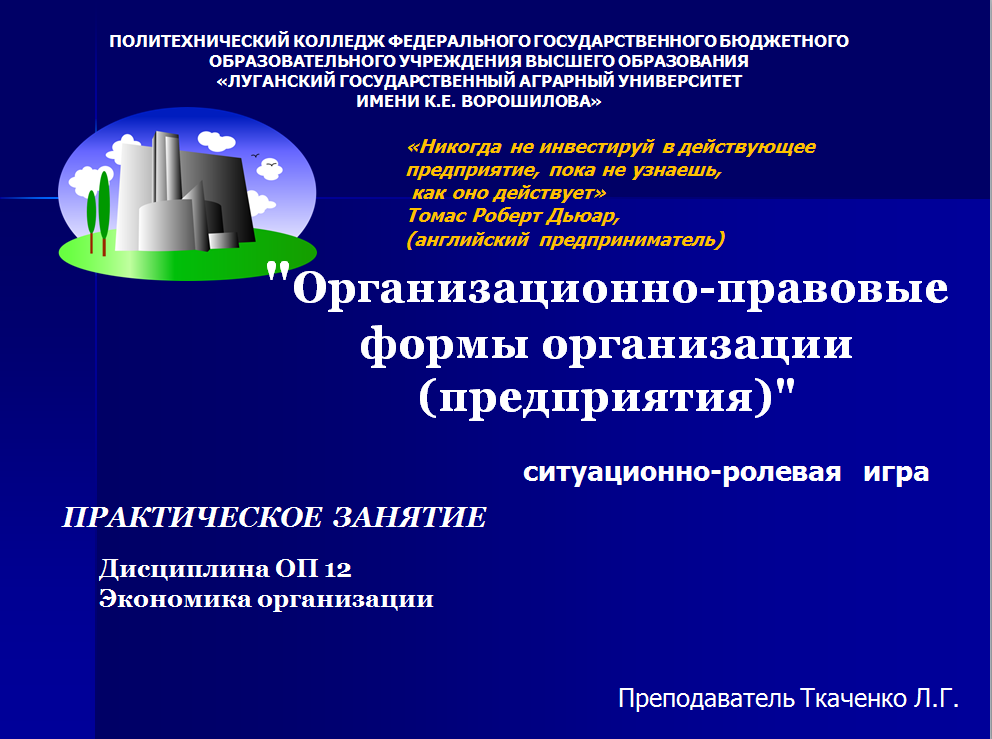 ПОЛИТЕХНИЧЕСКИЙ КОЛЛЕДЖ ФЕДЕРАЛЬНОГО ГОСУДАРСТВЕННОГО БЮДЖЕТНОГО
ОБРАЗОВАТЕЛЬНОГО УЧРЕЖДЕНИЯ ВЫСШЕГО ОБРАЗОВАНИЯ
«ЛУГАНСКИЙ ГОСУДАРСТВЕННЫЙ АГРАРНЫЙ УНИВЕРСИТЕТ
ИМЕНИ К.Е. ВОРОШИЛОВА»
«Никогда не инвестируй в действующее
предприятие, пока не узнаешь,
как оно действует»
Томас Роберт Дьюар,
(английский предприниматель)
"Организационно-правовые
формы организации
(предприятия)"
ситуационно-ролевая игра
ПРАКТИЧЕСКОЕ ЗАНЯТИЕ
Дисциплина ОП 12
Экономика организации
Преподаватель Ткаченко Л.Г.